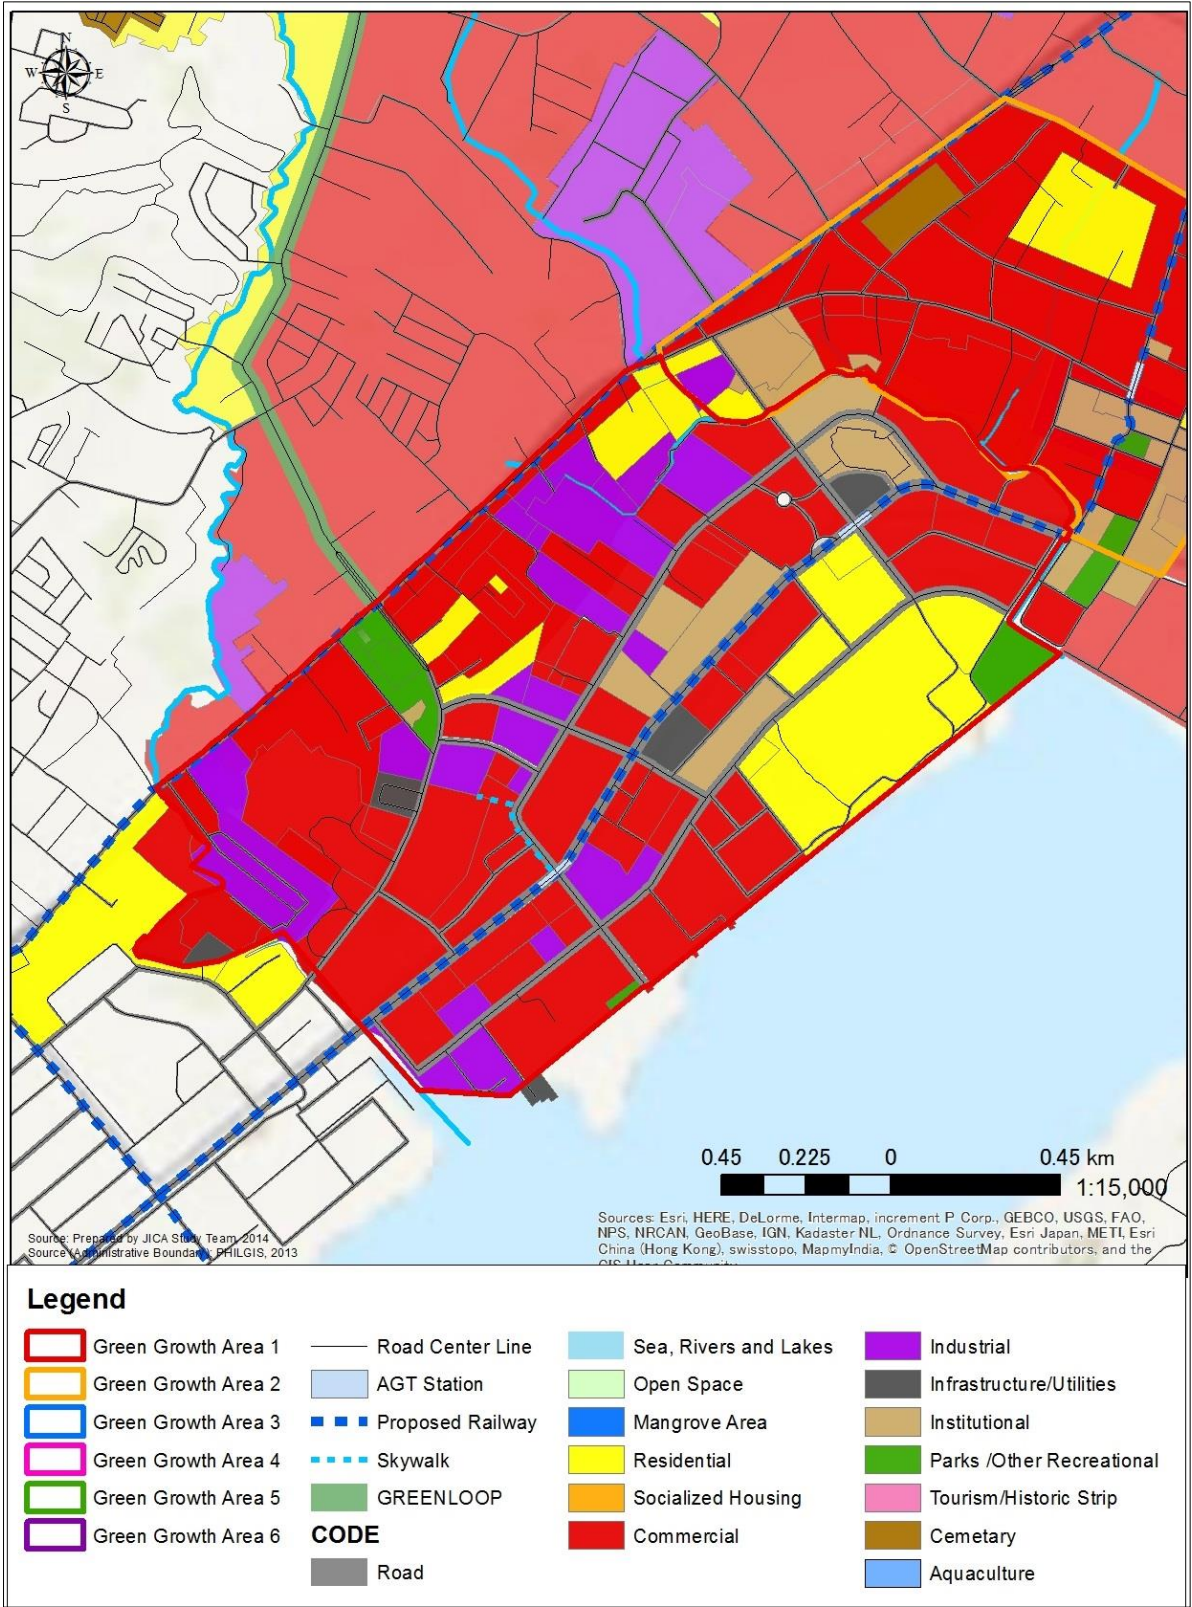 N
W E
S
0.45 0.225 0 0.45 km
1:15,000
Source: Prepared by JICA Study Team, 2014
Source (Administrative Boundary): PHILGIS, 2013
Sources: Esri, HERE, DeLorme, Intermap, increment P Corp., GEBCO, USGS, FAO,
NPS, NRCAN, GeoBase, IGN, Kadaster NL, Ordnance Survey, Esri Japan, METI, Esri
China (Hong Kong), swisstopo, MapmyIndia, © OpenStreetMap contributors, and the
GIS User Community
Legend
Green Growth Area 1
Green Growth Area 2
Green Growth Area 3
Green Growth Area 4
Green Growth Area 5
Green Growth Area 6
Road Center Line
AGT Station
Proposed Railway
Skywalk
GREENLOOP
CODE
Road
Sea, Rivers and Lakes
Open Space
Mangrove Area
Residential
Socialized Housing
Commercial
Industrial
Infrastructure/Utilities
Institutional
Parks /Other Recreational
Tourism/Historic Strip
Cemetary
Aquaculture